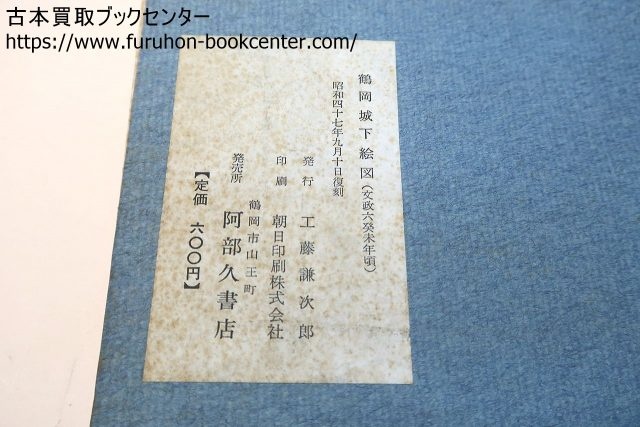 古本買取ブックセンター
https://www.furuhon-bookcenter.com/
鶴岡城下絵図（文政六癸未年頃）
昭和四十七年九月十日復刻
発行 工藤謙次郎
印刷 朝日印刷株式会社
鶴岡市山王町
発売所 阿部久書店
【定価 六〇〇円】